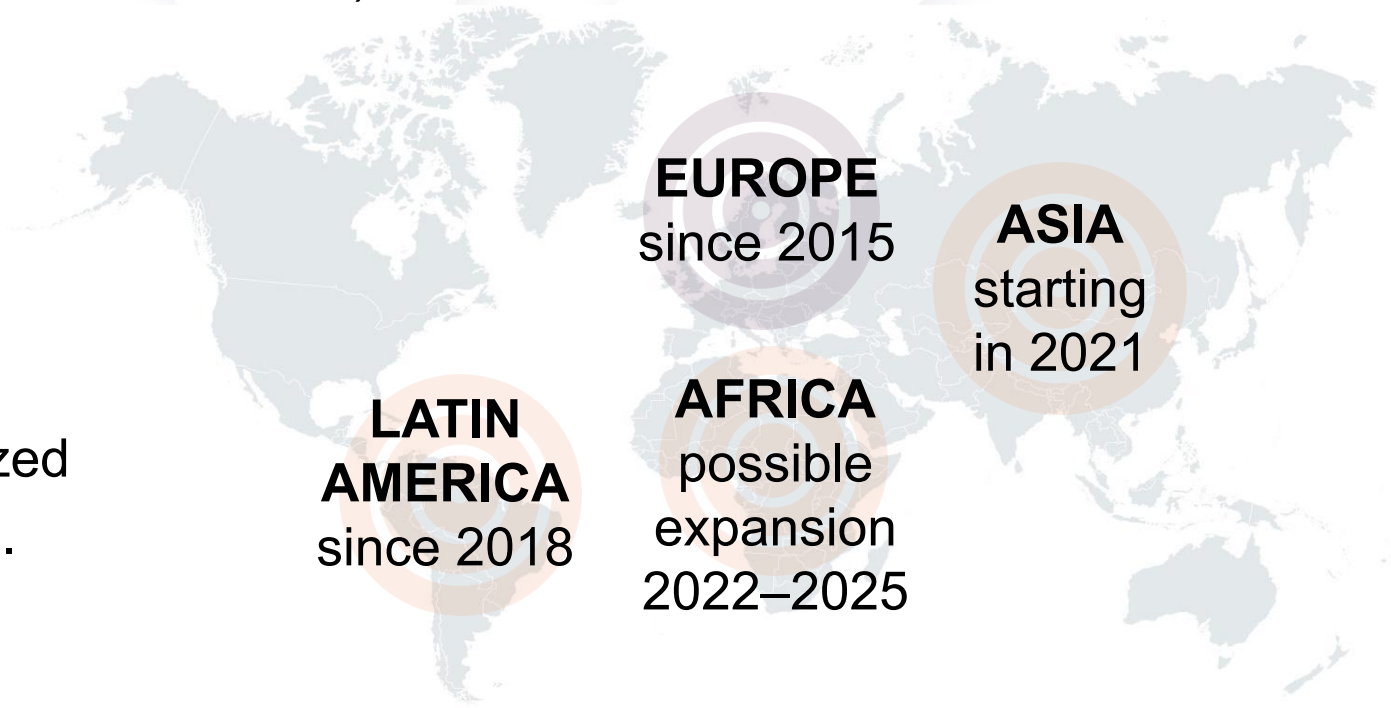 EUROPE
since 2015
ASIA
starting
in 2021
LATIN
AMERICA
since 2018
AFRICA
possible
expansion
2022–2025
zed
.